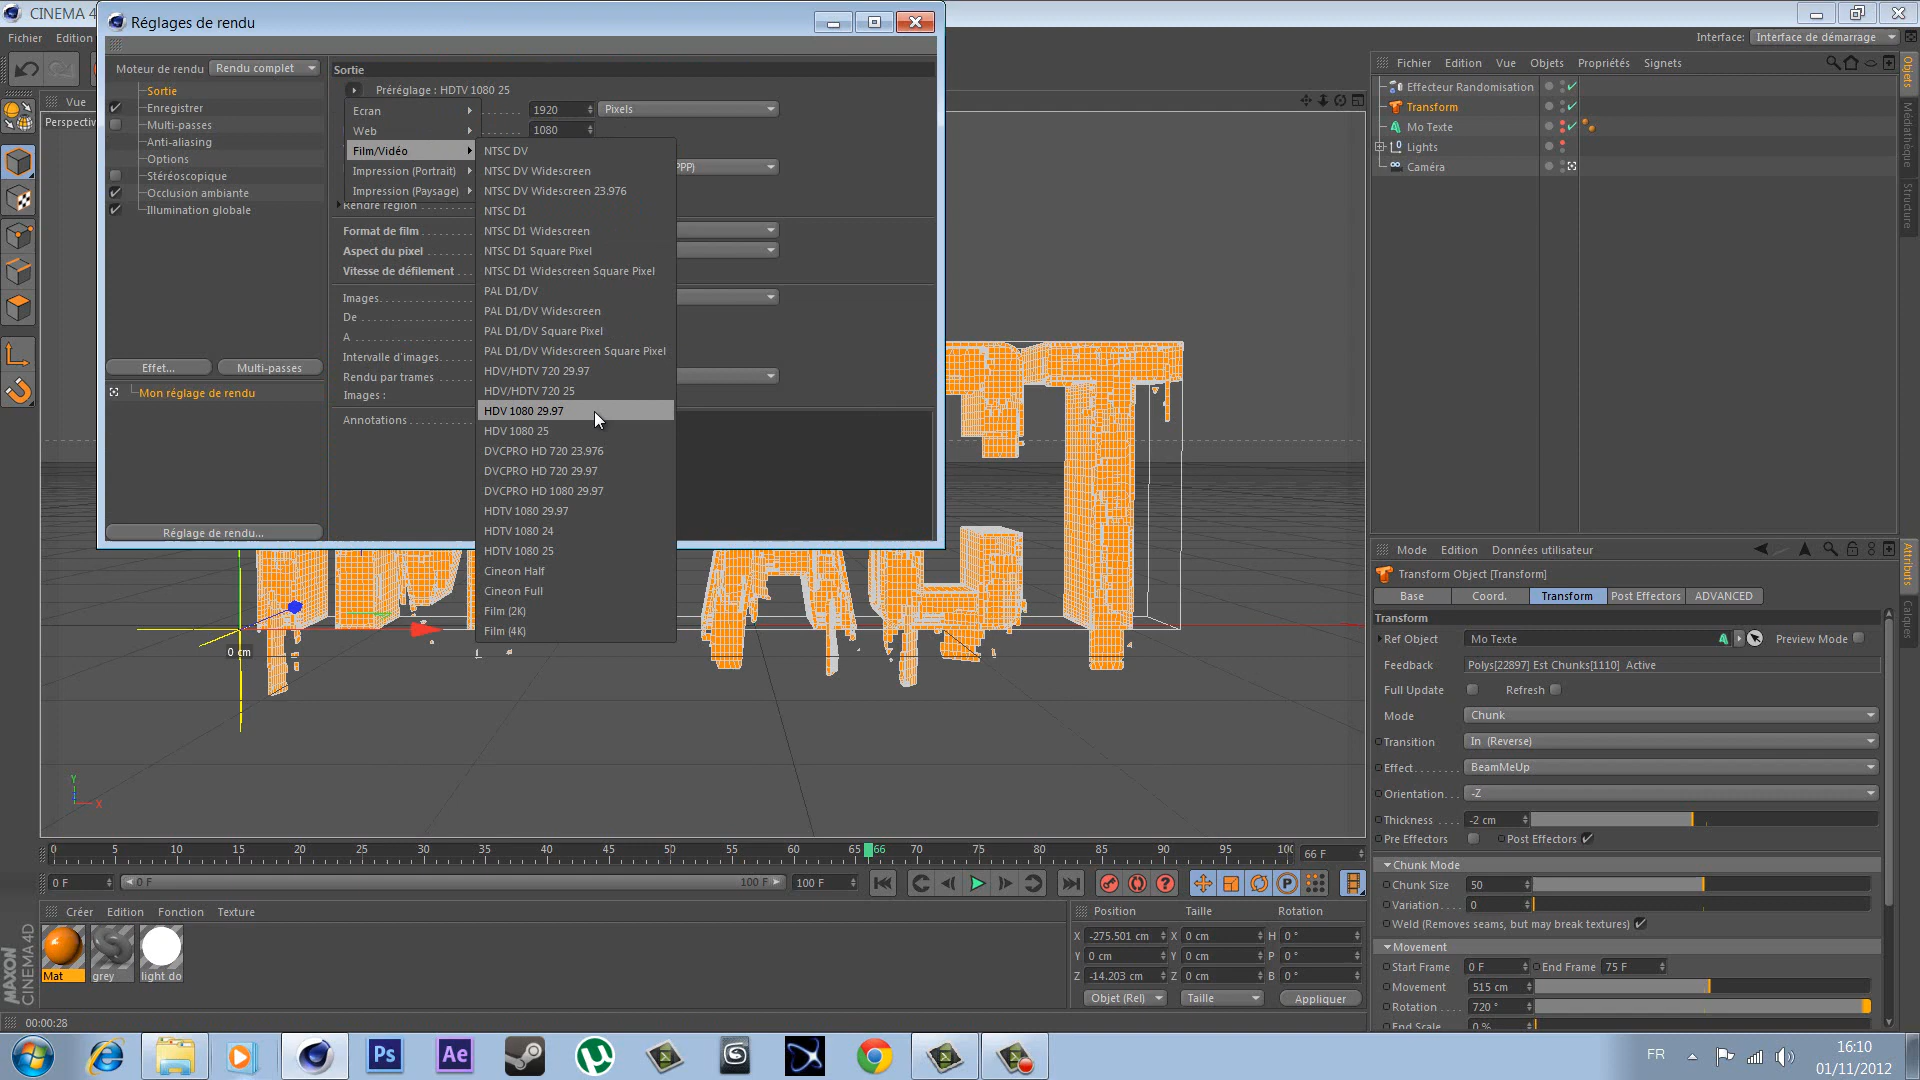 CINEMA 4
Réglages de rendu
Fichier Edition
Interface: Interface de démarrage
Moteur de rendu Rendu complet
Sortie
Enregistrer
Multi-passes
Anti-aliasing
Options
Stéréoscopique
Occlusion ambiante
Illumination globale
Effet...
Multi-passes
Mon réglage de rendu
Réglage de rendu...
Sortie
Préréglage : HDTV 1080 25
1920
Pixels
1080
PPP)
Ecran
Web
Film/Vidéo
Impression (Portrait)
Impression (Paysage)
Rendre région
Format de film
Aspect du pixel
Vitesse de défilement
Images
De
A
Intervalle d'images
Rendu par trames
Images :
Annotations
NTSC DV
NTSC DV Widescreen
NTSC DV Widescreen 23.976
NTSC D1
NTSC D1 Widescreen
NTSC D1 Square Pixel
NTSC D1 Widescreen Square Pixel
PAL D1/DV
PAL D1/DV Widescreen
PAL D1/DV Square Pixel
PAL D1/DV Widescreen Square Pixel
HDV/HDTV 720 29.97
HDV/HDTV 720 25
HDV 1080 29.97
HDV 1080 25
DVCPRO HD 720 23.976
DVCPRO HD 720 29.97
DVCPRO HD 1080 29.97
HDTV 1080 29.97
HDTV 1080 24
HDTV 1080 25
Cineon Half
Cineon Full
Film (2K)
Film (4K)
Vue
Perspectiv
0 cm
Y
X
Fichier Edition Vue Objets Propriétés Signets
Effecteur Randomisation
Transform
Mo Texte
Lights
Caméra
Objets
Médiathèque
Structure
Mode Edition Données utilisateur
Transform Object [Transform]
Base Coord. Transform Post Effectors ADVANCED
Transform
Ref Object Mo Texte Preview Mode
Feedback Polys[22897] Est Chunks[1110] Active
Full Update Refresh
Mode Chunk
Transition In (Reverse)
Effect BeamMeUp
Orientation -Z
Thickness -2 cm
Pre Effectors Post Effectors
Chunk Mode
Chunk Size 50
Variation 0
Weld (Removes seams, but may break textures)
Movement
Start Frame 0 F End Frame 75 F
Movement 515 cm
Rotation 720 °
End Scale 0 %
Attributs
Calques
0 5 10 15 20 25 30 35 40 45 50 55 60 65 66 70 75 80 85 90 95 100
66 F
0 F 0 F 100 F 100 F
Créer Edition Fonction Texture
Mat
grey
light do
MAXON
CINEMA 4D
Position Taille Rotation
X -275.501 cm X 0 cm H 0 °
Y 0 cm Y 0 cm P 0 °
Z -14.203 cm Z 0 cm B 0 °
Objet (Rel) Taille Appliquer
00:00:28
Ps
Ae
FR
16:10
01/11/2012